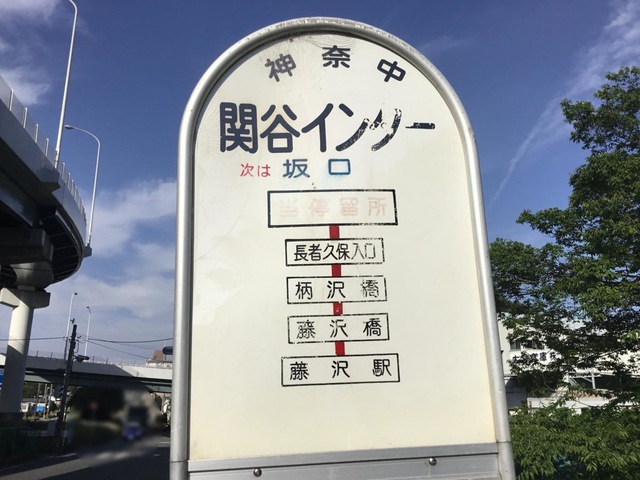 神奈中
関谷インター
次は 坂口
当停留所
長者久保入口
柄沢橋
藤沢橋
藤沢駅